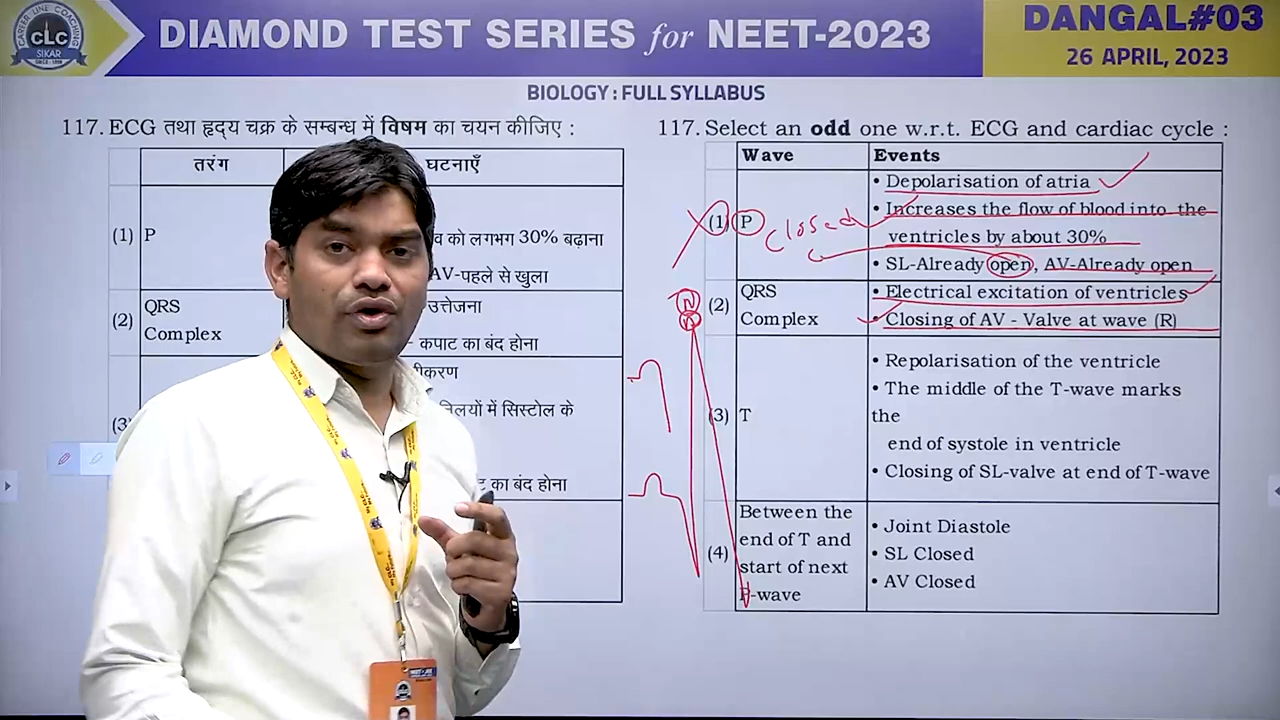 CAREER LINE COACHING
CLC
SIKAR
SINCE : 1996
DIAMOND TEST SERIES for NEET-2023
DANGAL#03
26 APRIL, 2023
BIOLOGY : FULL SYLLABUS
117. ECG तथा हृद्य चक्र के सम्बन्ध में विषम का चयन कीजिए :
तरंग घटनाएँ
(1) P
व को लगभग 30% बढ़ाना
AV-पहले से खुला
(2) QRS Complex
उत्तेजना
- कपाट का बंद होना
(3)
कपाट का बंद होना
117. Select an odd one w.r.t. ECG and cardiac cycle :
Wave Events
(1) P
• Depolarisation of atria
• Increases the flow of blood into the
ventricles by about 30%
• SL-Already open, AV-Already open
closed
(2) QRS
Complex
• Electrical excitation of ventricles
• Closing of AV - Valve at wave (R)
(3) T
• Repolarisation of the ventricle
• The middle of the T-wave marks
the
end of systole in ventricle
• Closing of SL-valve at end of T-wave
(4) Between the
end of T and
start of next
P-wave
• Joint Diastole
• SL Closed
• AV Closed